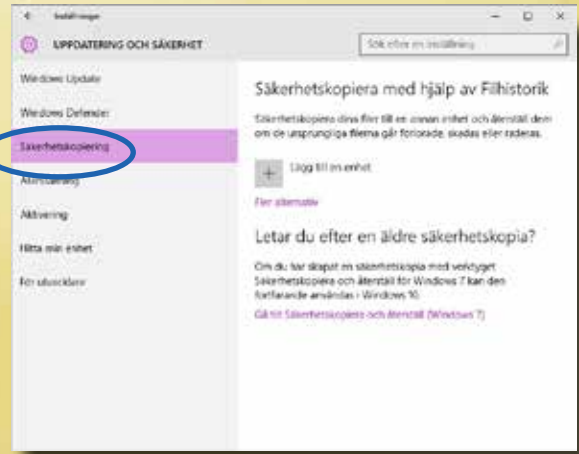 Inställningar
UPPDATERING OCH SÄKERHET
Sök efter en inställning
Windows Update
Windows Defender
Säkerhetskopiering
Återställning
Aktivering
Hitta min enhet
För utvecklare
Säkerhetskopiera med hjälp av Filhistorik
Säkerhetskopiera dina filer till en annan enhet och återställ dem
om de ursprungliga filerna går förlorade, skadas eller raderas.
Lägg till en enhet
Fler alternativ
Letar du efter en äldre säkerhetskopia?
Om du har skapat en säkerhetskopia med verktyget
Säkerhetskopiera och återställ för Windows 7 kan den
fortfarande användas i Windows 10.
Gå till Säkerhetskopiera och återställ (Windows 7)